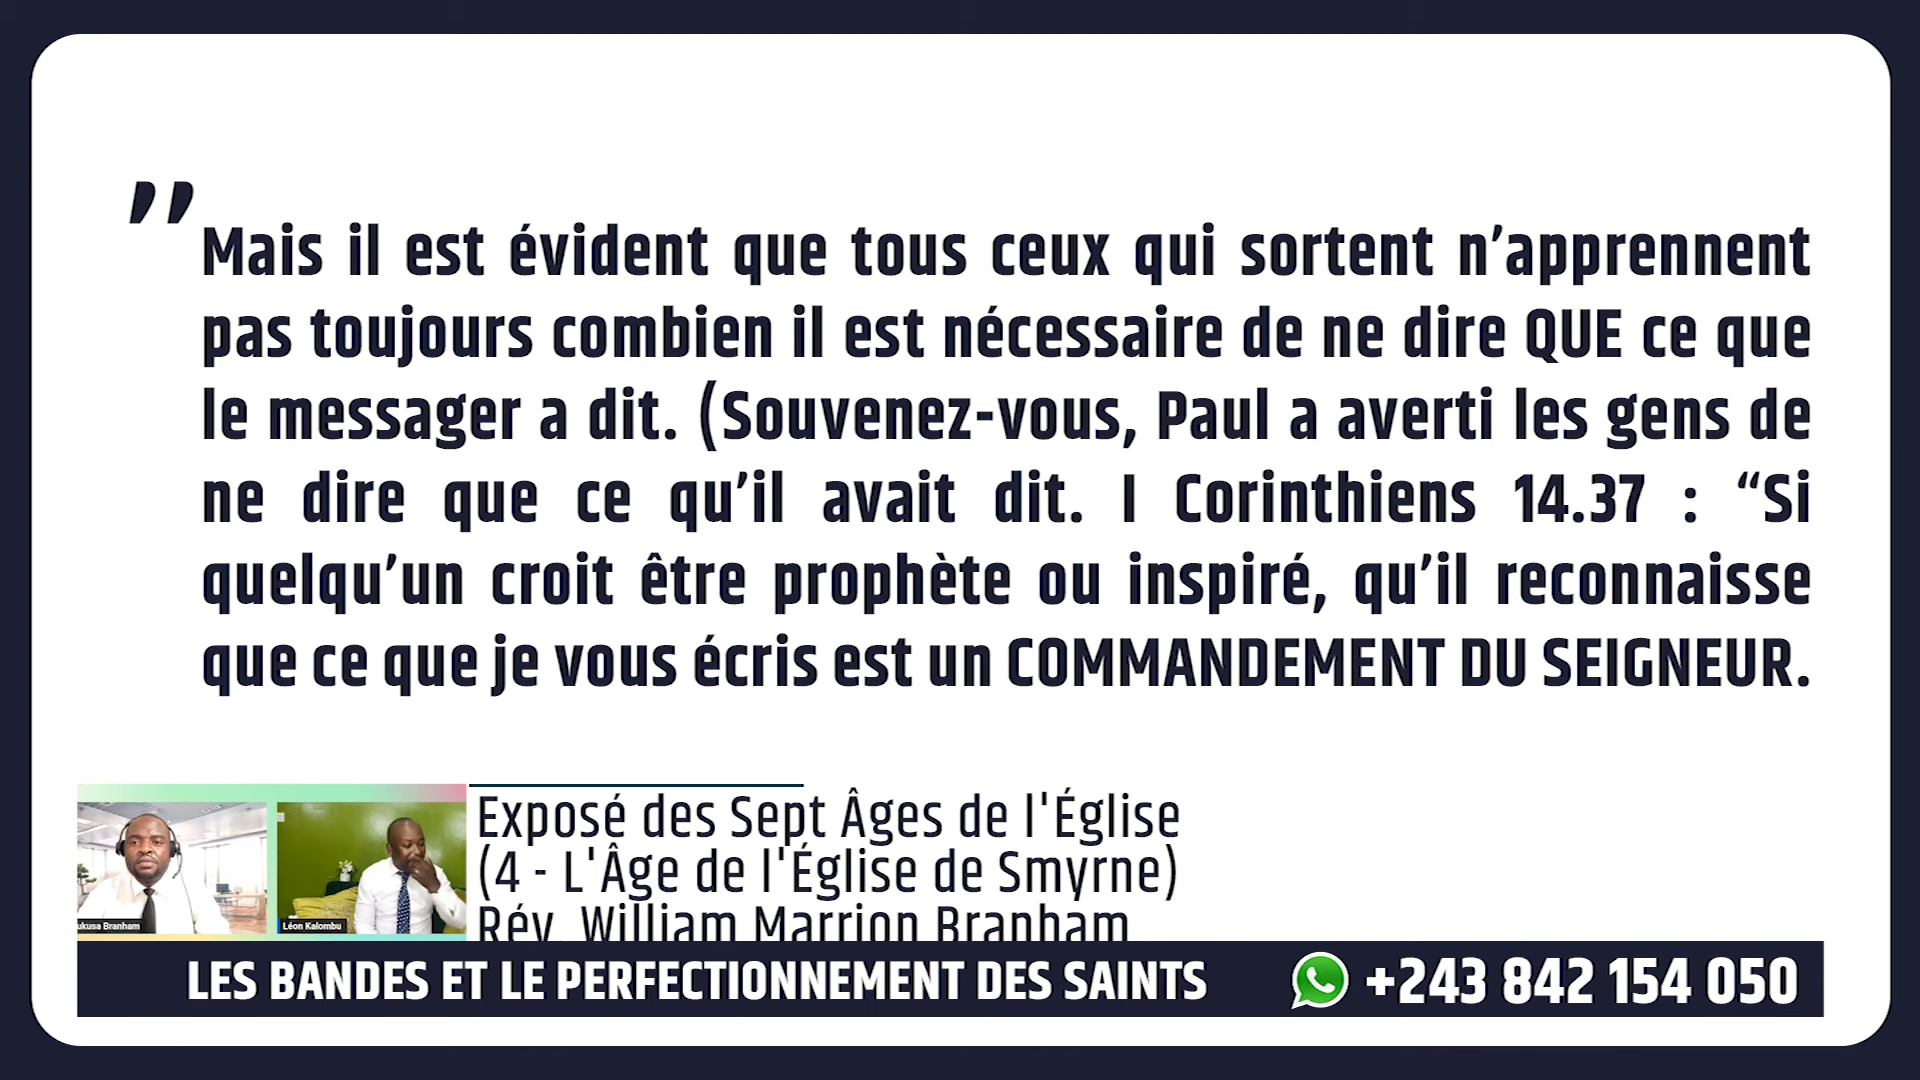 ”
Mais il est évident que tous ceux qui sortent n’apprennent
pas toujours combien il est nécessaire de ne dire QUE ce que
le messager a dit. (Souvenez-vous, Paul a averti les gens de
ne dire que ce qu’il avait dit. I Corinthiens 14.37 : “Si
quelqu’un croit être prophète ou inspiré, qu’il reconnaisse
que ce que je vous écris est un COMMANDEMENT DU SEIGNEUR.
Exposé des Sept Âges de l'Église
(4 - L'Âge de l'Église de Smyrne)
Rév. William Marrion Branham
ukusa Branham
Léon Kalombu
LES BANDES ET LE PERFECTIONNEMENT DES SAINTS
+243 842 154 050